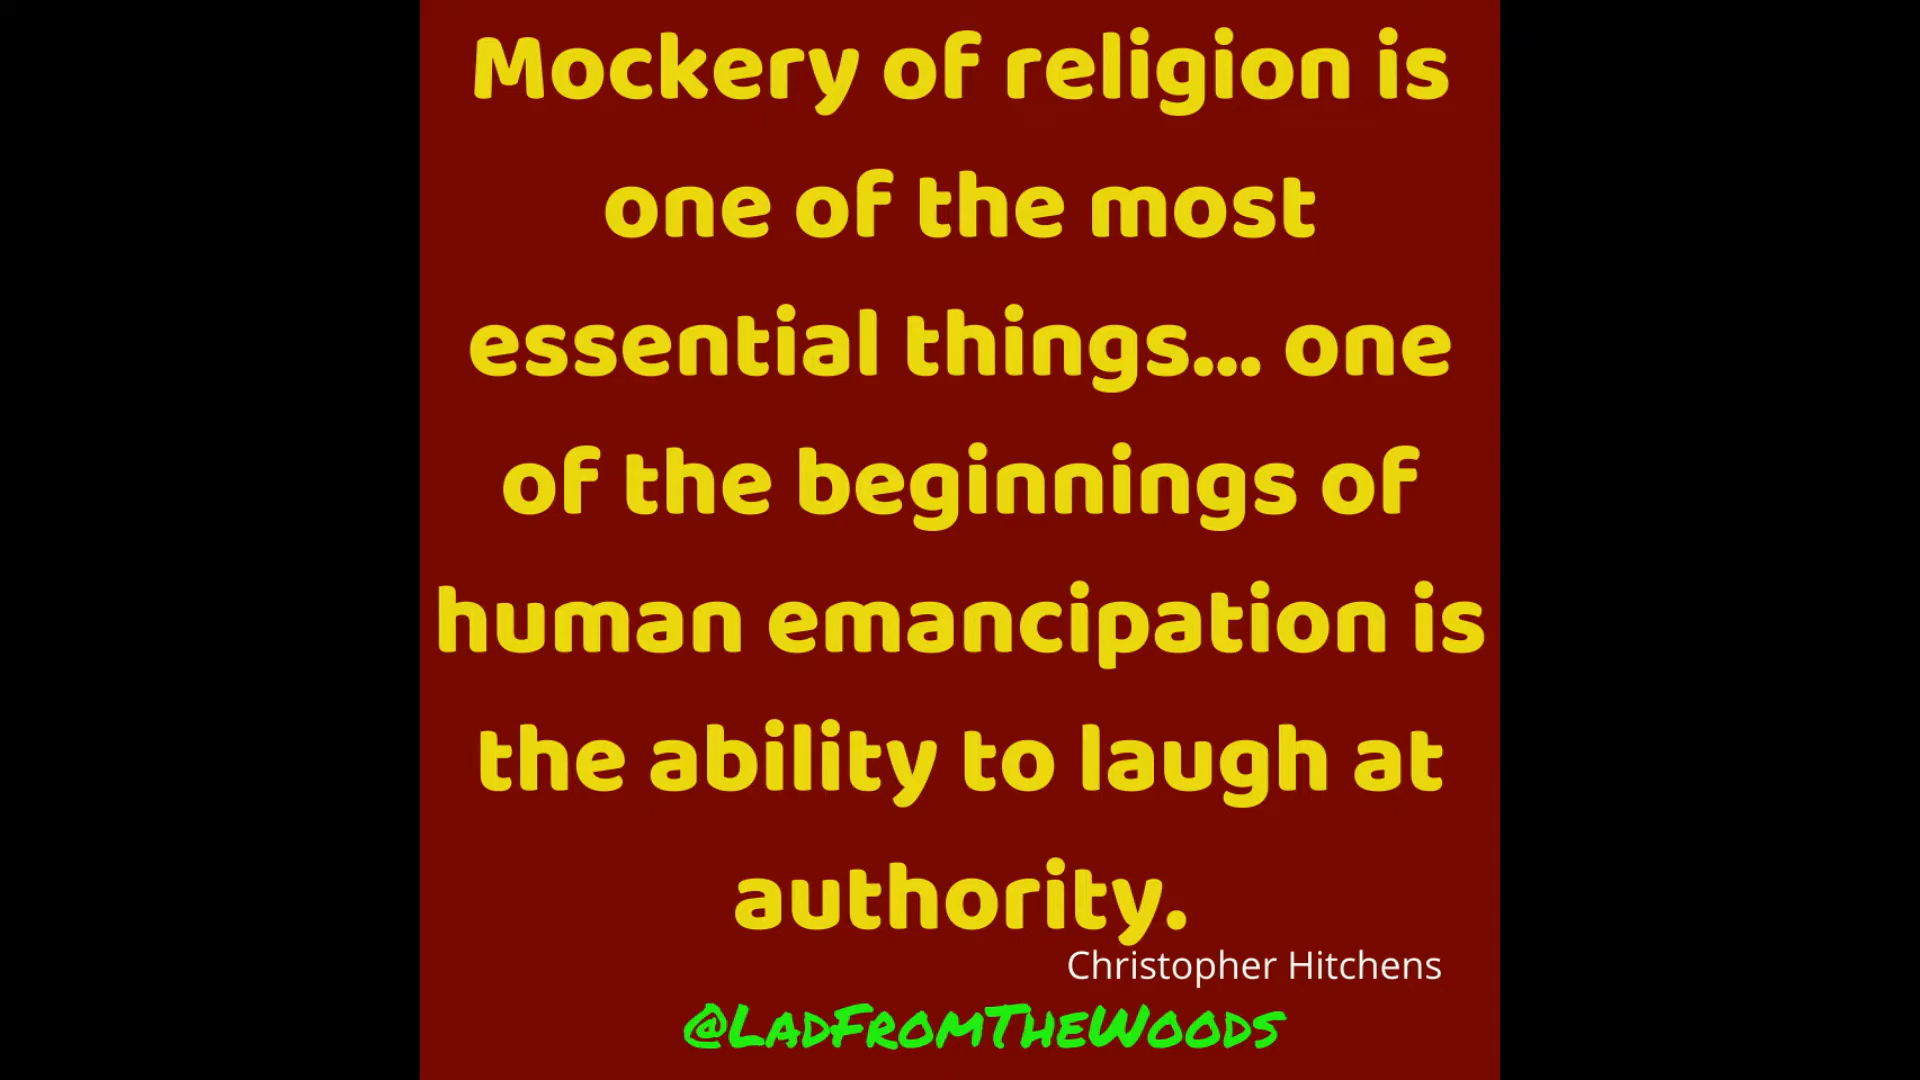 Mockery of religion is
one of the most
essential things... one
of the beginnings of
human emancipation is
the ability to laugh at
authority.
Christopher Hitchens
@LadFromTheWoods